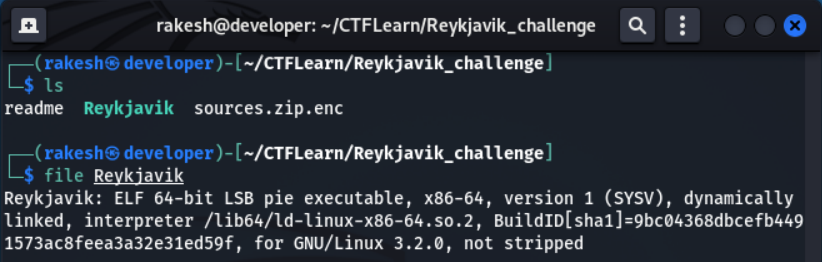 rakesh@developer: ~/CTFLearn/Reykjavik_challenge
┌──(rakesh㉿developer)-[~/CTFLearn/Reykjavik_challenge]
└─$ ls
readme  Reykjavik  sources.zip.enc
┌──(rakesh㉿developer)-[~/CTFLearn/Reykjavik_challenge]
└─$ file Reykjavik
Reykjavik: ELF 64-bit LSB pie executable, x86-64, version 1 (SYSV), dynamically
linked, interpreter /lib64/ld-linux-x86-64.so.2, BuildID[sha1]=9bc04368dbcefb449
1573ac8feea3a32e31ed59f, for GNU/Linux 3.2.0, not stripped